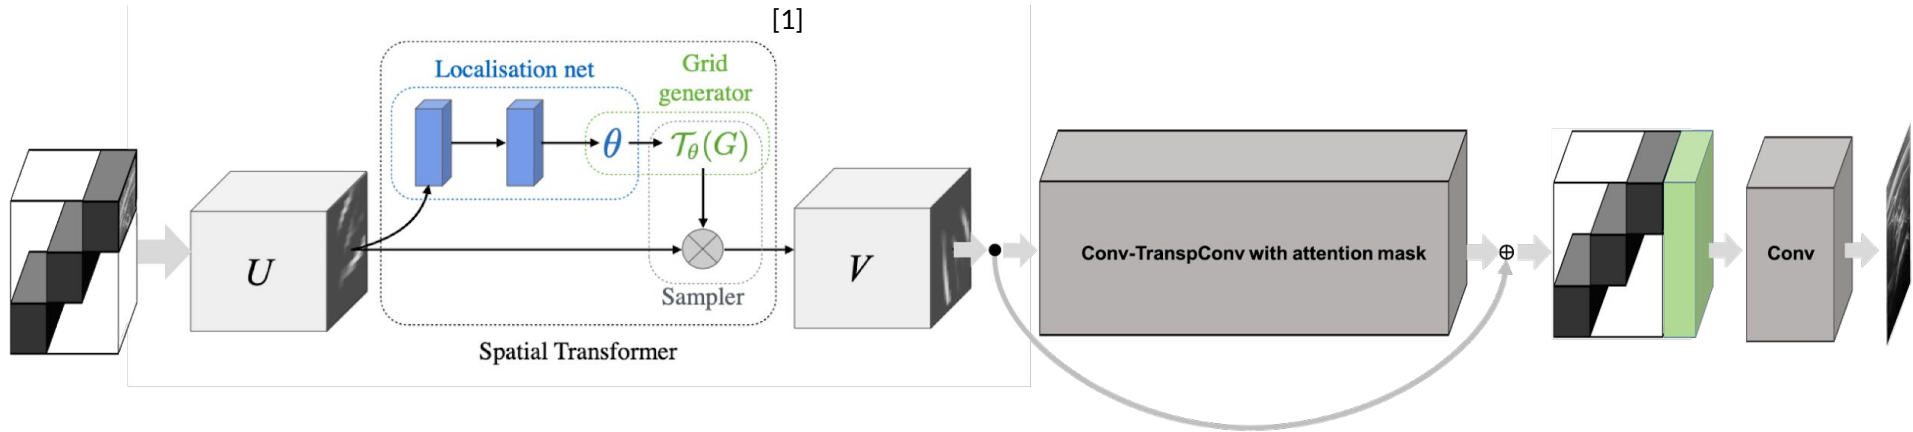 [1]
Localisation net
Grid
generator
θ
𝒯θ(G)
U
V
Sampler
Spatial Transformer
Conv-TranspConv with attention mask
Conv